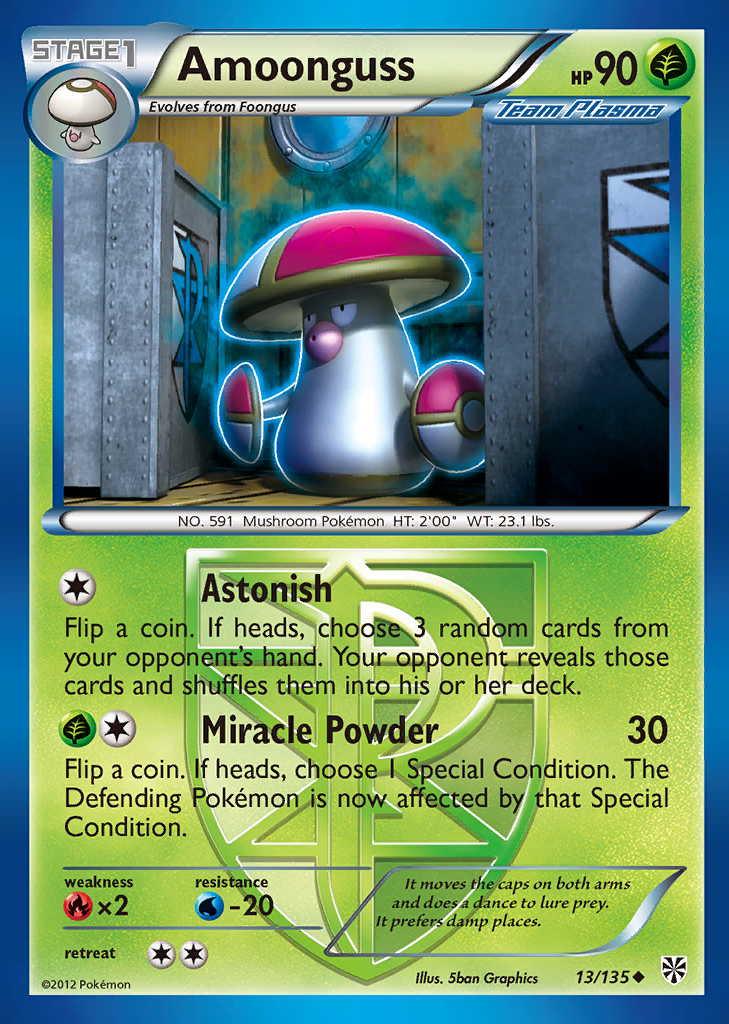 STAGE1
Amoonguss
HP 90
Evolves from Foongus
Team Plasma
NO. 591 Mushroom Pokémon HT: 2'00" WT: 23.1 lbs.
Astonish
Flip a coin. If heads, choose 3 random cards from
your opponent's hand. Your opponent reveals those
cards and shuffles them into his or her deck.
Miracle Powder 30
Flip a coin. If heads, choose 1 Special Condition. The
Defending Pokémon is now affected by that Special
Condition.
weakness resistance
×2 -20
It moves the caps on both arms
and does a dance to lure prey.
It prefers damp places.
retreat
©2012 Pokémon
Illus. 5ban Graphics
13/135